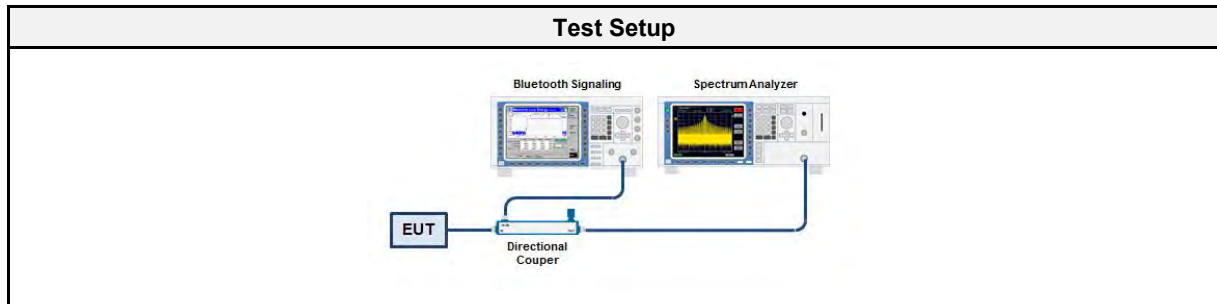 Test Setup
Bluetooth Signaling
Spectrum Analyzer
EUT
Directional
Couper